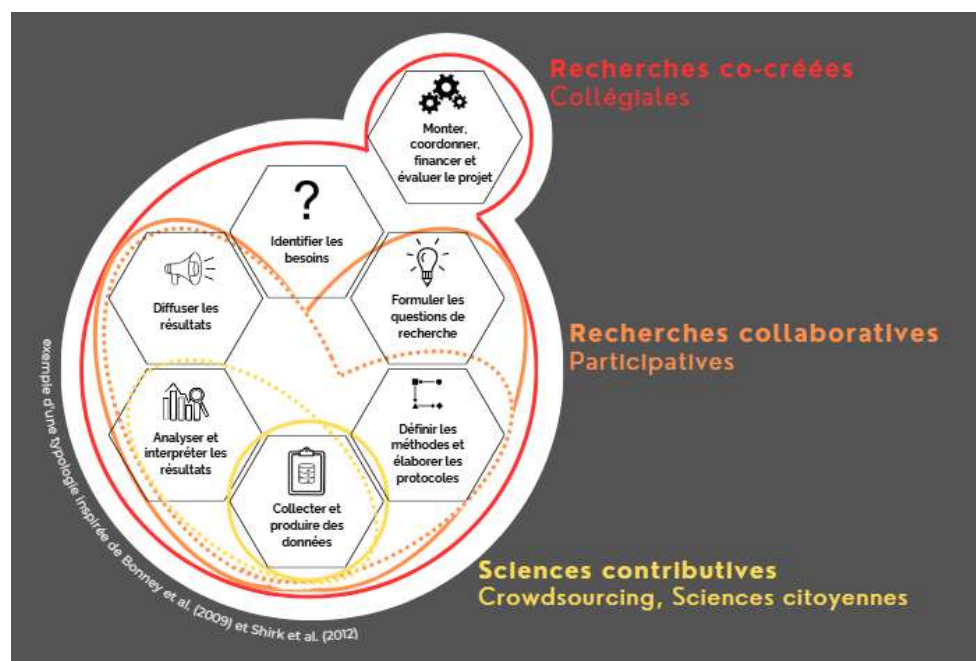 Recherches co-créées
Collégiales
Monter,
coordonner,
financer et
évaluer le projet
?
Identifier les
besoins
Diffuser les
résultats
Formuler les
questions de
recherche
Recherches collaboratives
Participatives
Analyser et
interpréter les
résultats
Définir les
méthodes et
élaborer les
protocoles
Collecter et
produire des
données
Sciences contributives
Crowdsourcing, Sciences citoyennes
exemple d'une typologie inspirée de Bonney et al. (2009) et Shirk et al. (2012)